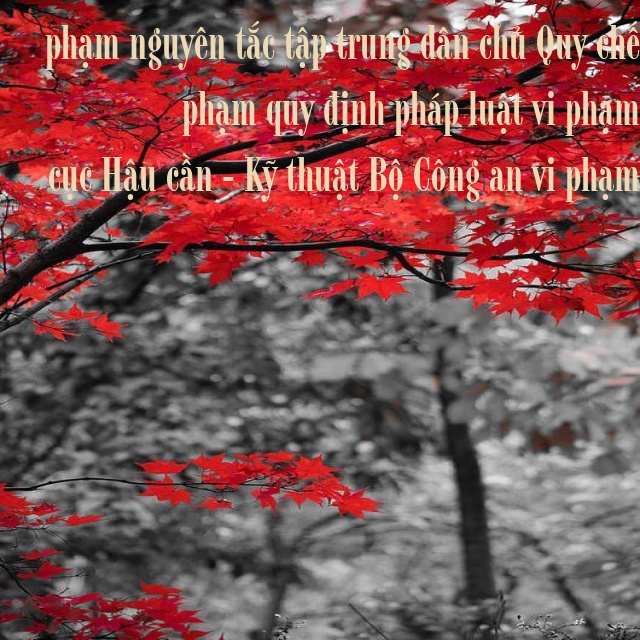 phạm nguyên tắc tập trung dân chủ Quy chế
phạm quy định pháp luật vi phạm
cục Hậu cần - Kỹ thuật Bộ Công an vi phạm